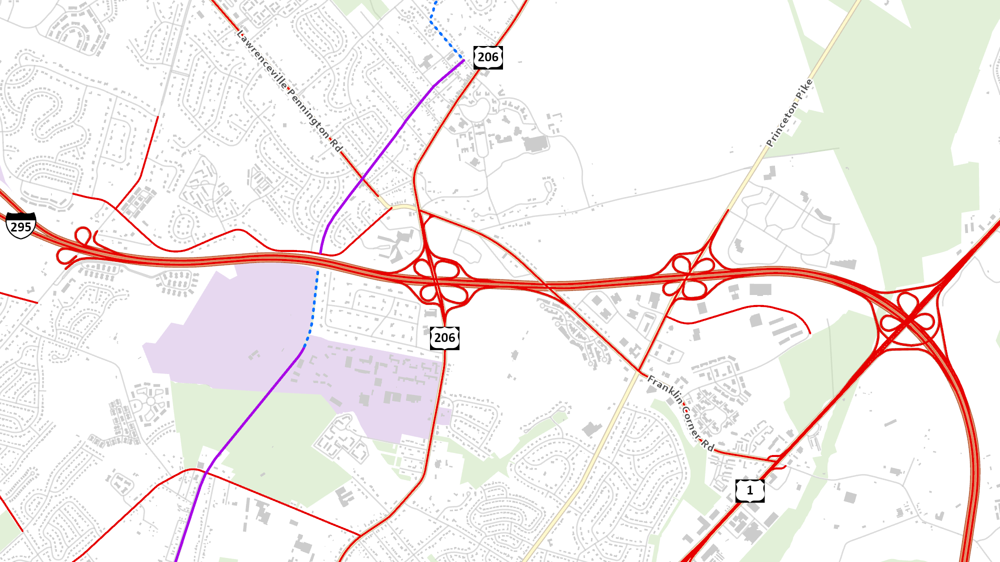 206
Lawrenceville-Pennington-Rd
Princeton-Pike
295
206
Franklin-Corner-Rd
1